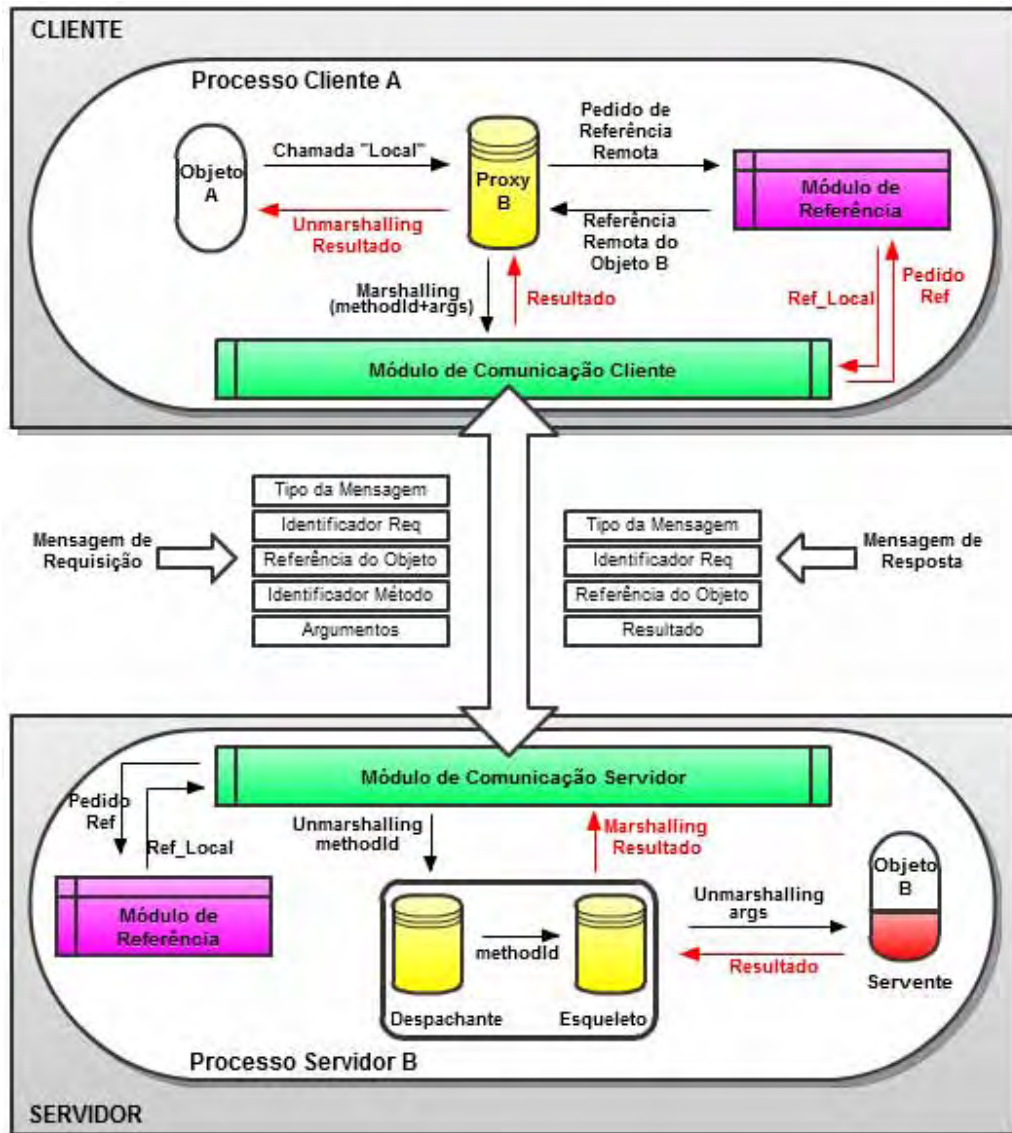 CLIENTE
Processo Cliente A
Objeto
A
Chamada "Local"
Unmarshalling
Resultado
Proxy
B
Pedido de
Referência
Remota
Referência
Remota do
Objeto B
Módulo de
Referência
Marshalling
(methodId+args)
Resultado
Ref_Local
Pedido
Ref
Módulo de Comunicação Cliente
Mensagem de
Requisição
Tipo da Mensagem
Identificador Req
Referência do Objeto
Identificador Método
Argumentos
Tipo da Mensagem
Identificador Req
Referência do Objeto
Resultado
Mensagem de
Resposta
Módulo de Comunicação Servidor
Pedido
Ref
Ref_Local
Módulo de
Referência
Unmarshalling
methodId
Marshalling
Resultado
methodId
Despachante
Esqueleto
Unmarshalling
args
Resultado
Objeto
B
Servente
Processo Servidor B
SERVIDOR